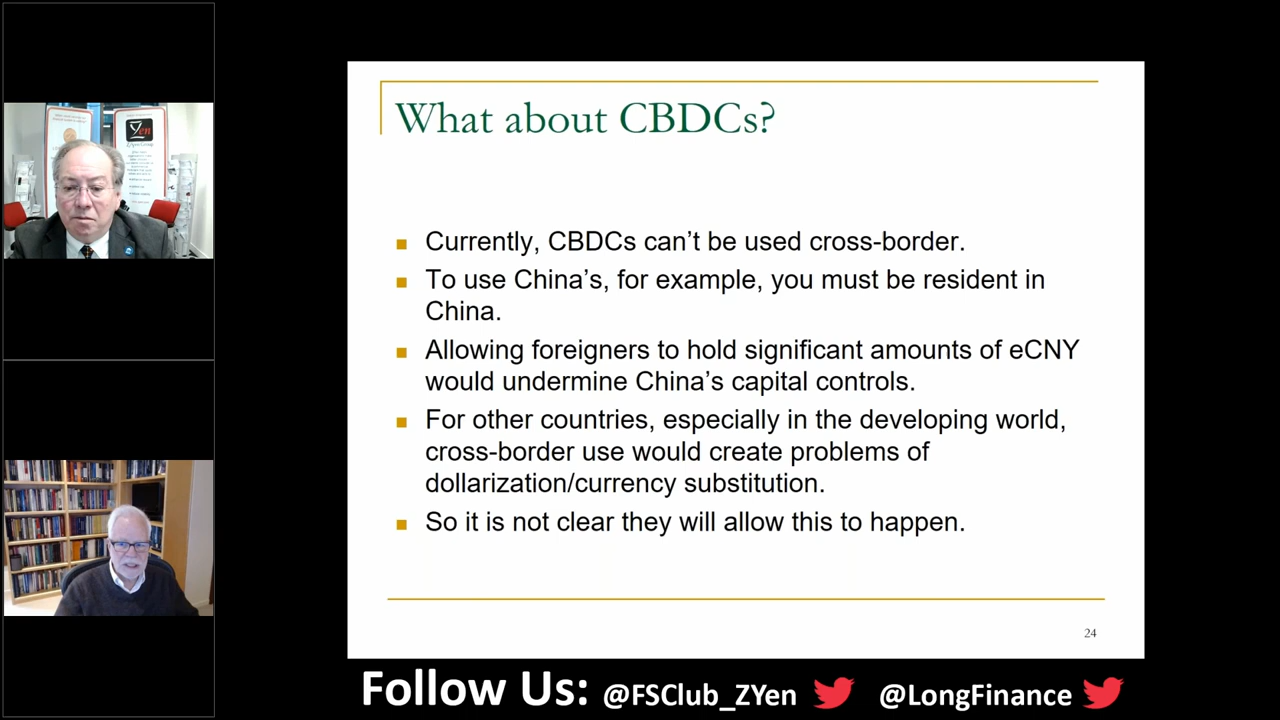 Yen
What about CBDCs?
Currently, CBDCs can’t be used cross-border.
To use China’s, for example, you must be resident in
China.
Allowing foreigners to hold significant amounts of eCNY
would undermine China’s capital controls.
For other countries, especially in the developing world,
cross-border use would create problems of
dollarization/currency substitution.
So it is not clear they will allow this to happen.
24
Follow Us: @FSClub_ZYen @LongFinance